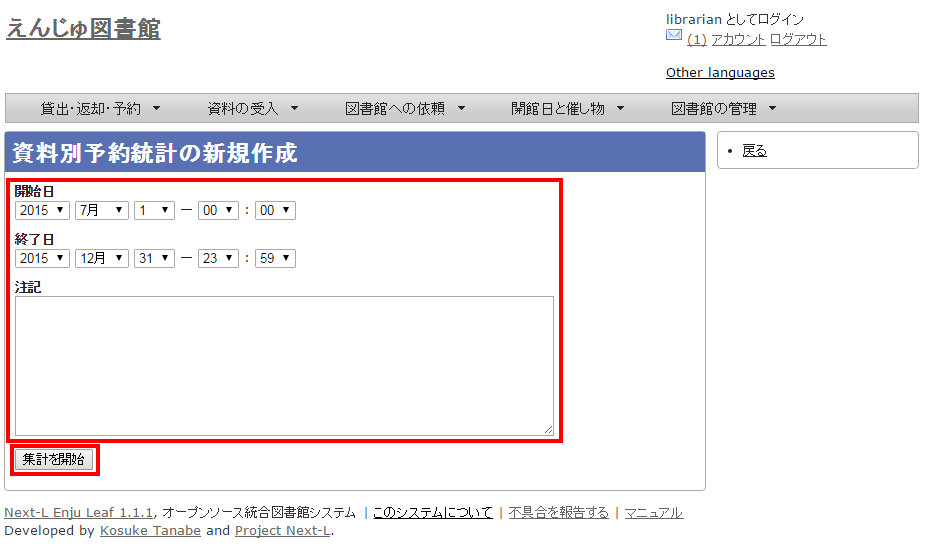 えんじゅ図書館
librarian としてログイン
(1) アカウント ログアウト
Other languages
貸出・返却・予約 ▼ 資料の受入 ▼ 図書館への依頼 ▼ 開館日と催し物 ▼ 図書館の管理 ▼
資料別予約統計の新規作成
• 戻る
開始日
2015 ▼ 7月 ▼ 1 ▼ — 00 ▼ : 00 ▼
終了日
2015 ▼ 12月 ▼ 31 ▼ — 23 ▼ : 59 ▼
注記
集計を開始
Next-L Enju Leaf 1.1.1, オープンソース統合図書館システム | このシステムについて | 不具合を報告する | マニュアル
Developed by Kosuke Tanabe and Project Next-L.